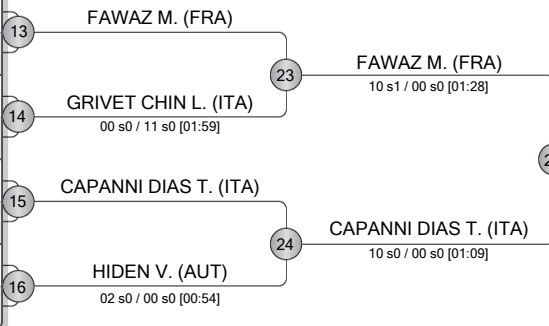 13
FAWAZ M. (FRA)
23
FAWAZ M. (FRA)
10 s1 / 00 s0 [01:28]
14
GRIVET CHIN L. (ITA)
00 s0 / 11 s0 [01:59]
15
CAPANNI DIAS T. (ITA)
24
CAPANNI DIAS T. (ITA)
10 s0 / 00 s0 [01:09]
16
HIDEN V. (AUT)
02 s0 / 00 s0 [00:54]